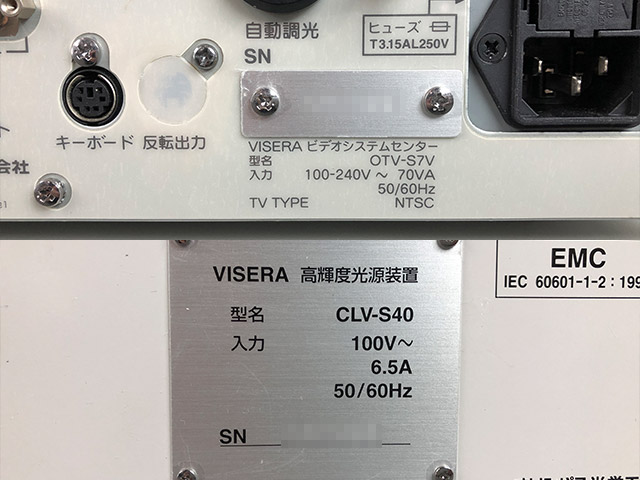 自動調光
ヒューズ
T3.15AL250V
SN
キーボード 反転出力
会社
VISERA ビデオシステムセンター
型名 OTV-S7V
入力 100-240V ～ 70VA
50/60Hz
TV TYPE NTSC
VISERA 高輝度光源装置
型名 CLV-S40
入力 100V～
6.5A
50/60Hz
SN
EMC
IEC 60601-1-2 : 199